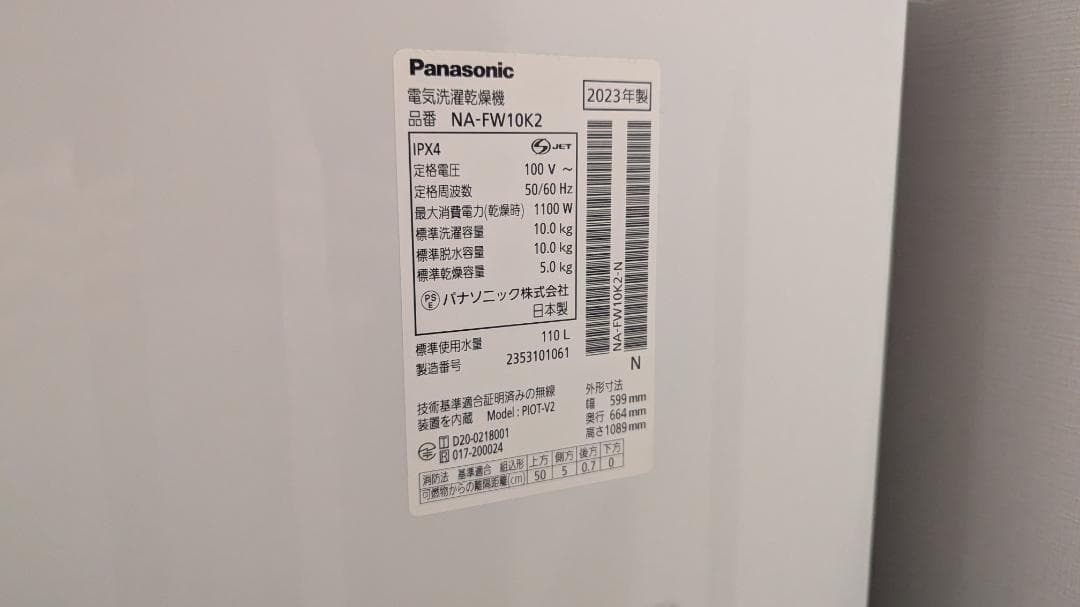 Panasonic
電気洗濯乾燥機
2023年製
品番 NA-FW10K2
IPX4 S JET
定格電圧 100 V ～
定格周波数 50/60 Hz
最大消費電力(乾燥時) 1100 W
標準洗濯容量 10.0 kg
標準脱水容量 10.0 kg
標準乾燥容量 5.0 kg
PS E パナソニック株式会社
日本製
標準使用水量 110 L
製造番号 2353101061
NA-FW10K2-N
N
技術基準適合証明済みの無線
装置を内蔵 Model : PIOT-V2
T D20-0218001
R 017-200024
外形寸法
幅 599 mm
奥行 664 mm
高さ 1089 mm
消防法 基準適合 組込形 上方 側方 後方 下方
可燃物からの離隔距離(cm) 50 5 0.7 0